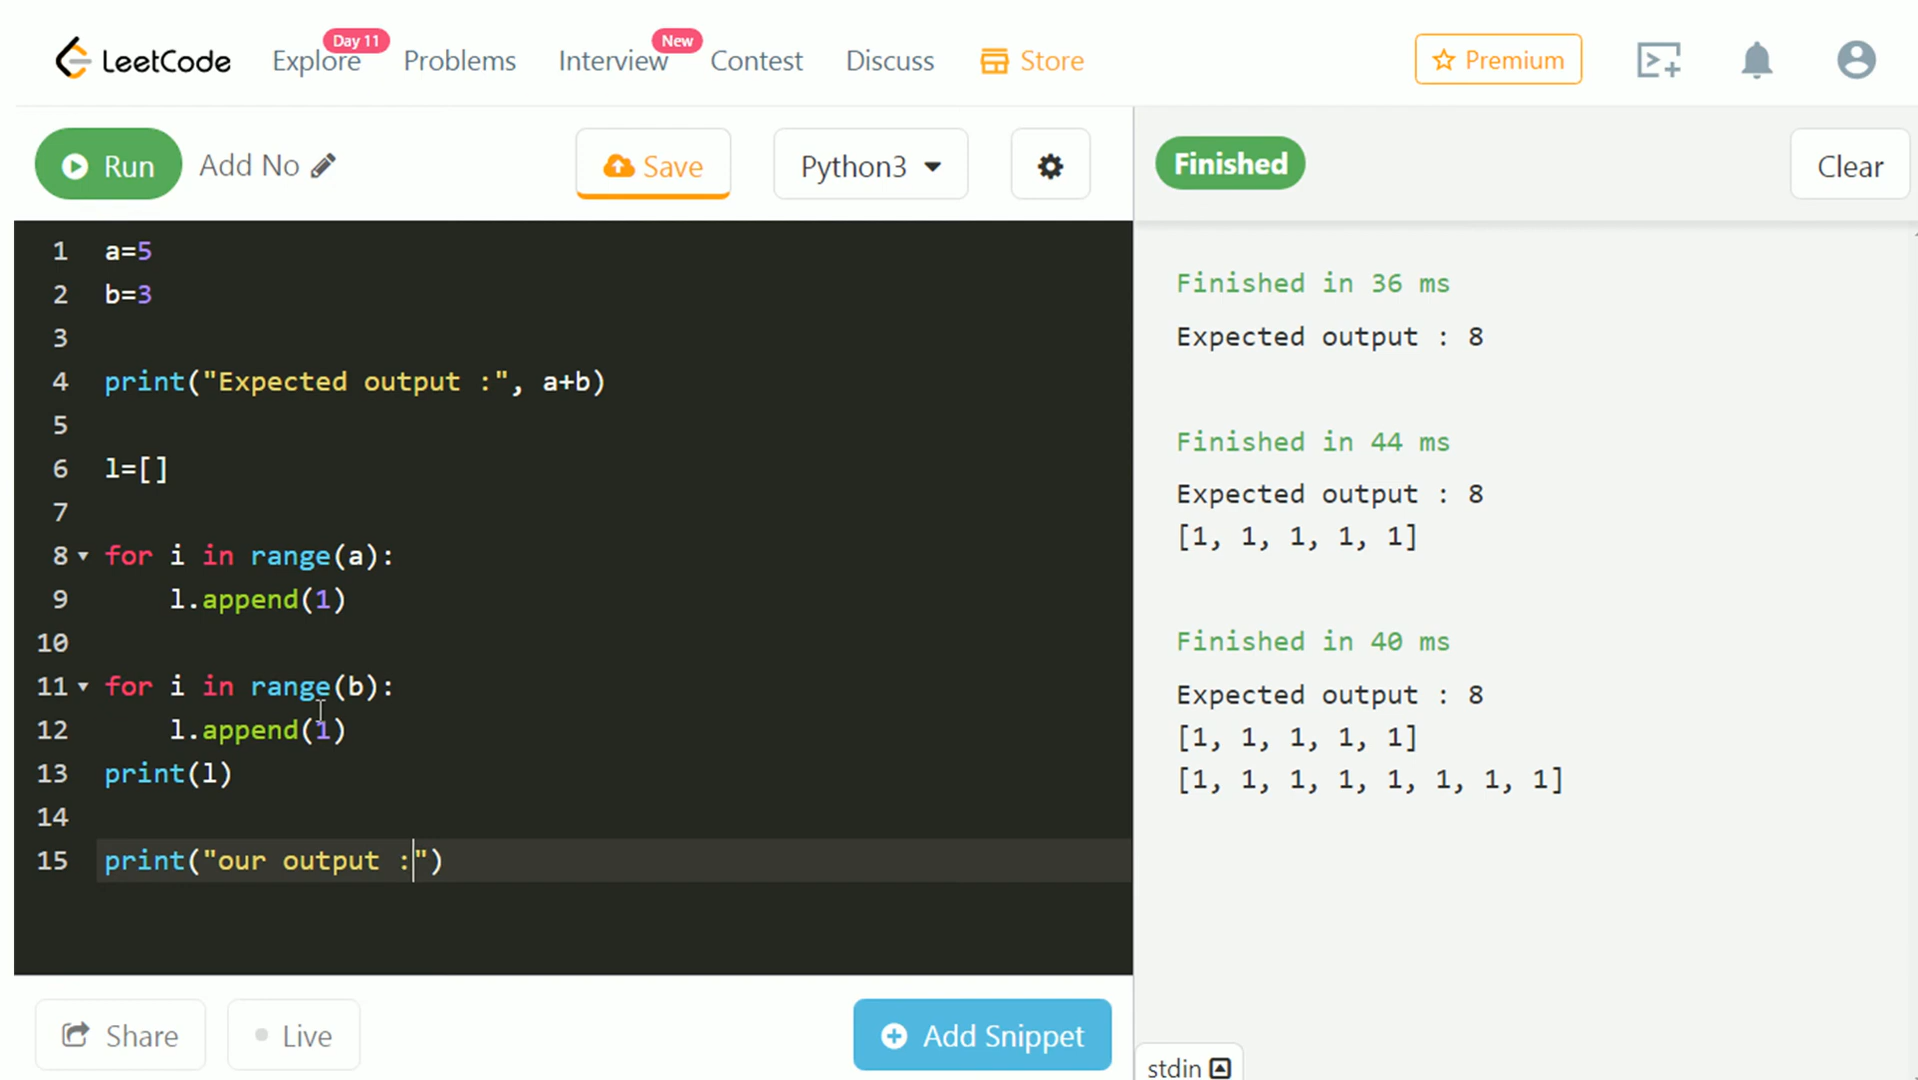 LeetCode Explore Day 11 Problems Interview New Contest Discuss Store Premium
Run Add No Save Python3 Finished Clear
1 a=5
2 b=3
3
4 print("Expected output :", a+b)
5
6 l=[]
7
8 for i in range(a):
9 l.append(1)
10
11 for i in range(b):
12 l.append(1)
13 print(l)
14
15 print("our output :")
Share Live Add Snippet
Finished in 36 ms
Expected output : 8
Finished in 44 ms
Expected output : 8
[1, 1, 1, 1, 1]
Finished in 40 ms
Expected output : 8
[1, 1, 1, 1, 1]
[1, 1, 1, 1, 1, 1, 1, 1]
stdin